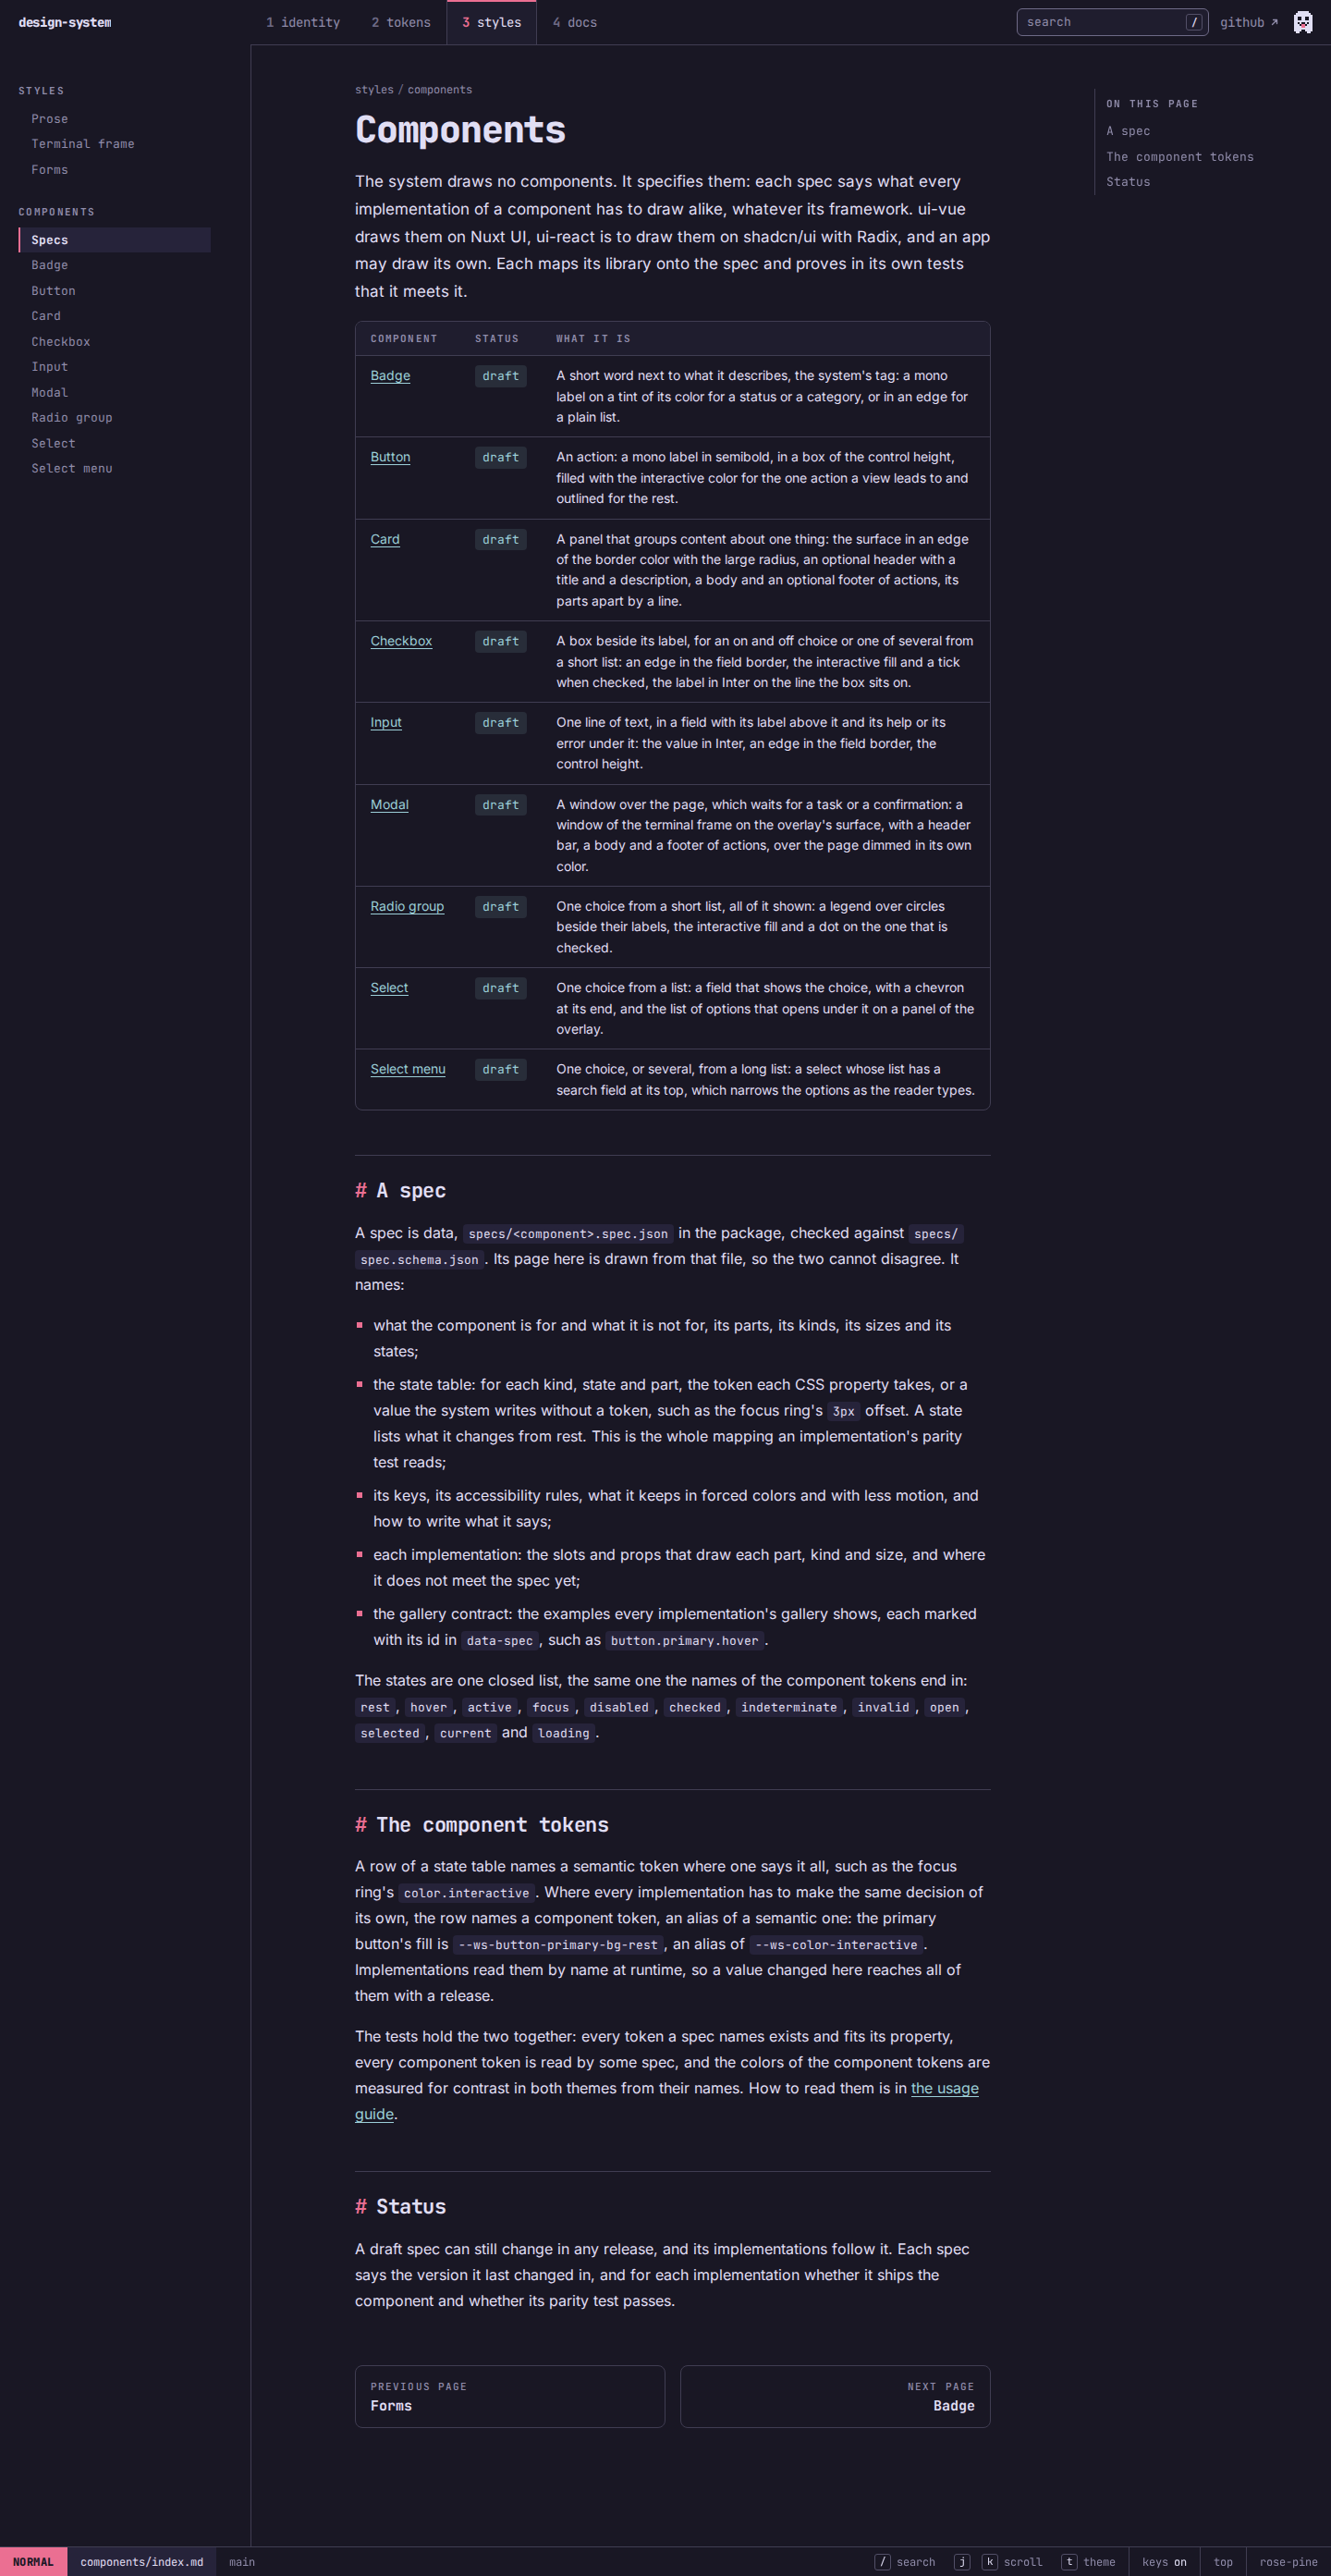 design-system
1 identity
2 tokens
3 styles
4 docs
search /
github ↗
STYLES
Prose
Terminal frame
Forms
COMPONENTS
Specs
Badge
Button
Card
Checkbox
Input
Modal
Radio group
Select
Select menu
styles / components
Components
The system draws no components. It specifies them: each spec says what every
implementation of a component has to draw alike, whatever its framework. ui-vue
draws them on Nuxt UI, ui-react is to draw them on shadcn/ui with Radix, and an app
may draw its own. Each maps its library onto the spec and proves in its own tests
that it meets it.
COMPONENT STATUS WHAT IT IS
Badge draft A short word next to what it describes, the system's tag: a mono
label on a tint of its color for a status or a category, or in an edge for
a plain list.
Button draft An action: a mono label in semibold, in a box of the control height,
filled with the interactive color for the one action a view leads to and
outlined for the rest.
Card draft A panel that groups content about one thing: the surface in an edge
of the border color with the large radius, an optional header with a
title and a description, a body and an optional footer of actions, its
parts apart by a line.
Checkbox draft A box beside its label, for an on and off choice or one of several from
a short list: an edge in the field border, the interactive fill and a tick
when checked, the label in Inter on the line the box sits on.
Input draft One line of text, in a field with its label above it and its help or its
error under it: the value in Inter, an edge in the field border, the
control height.
Modal draft A window over the page, which waits for a task or a confirmation: a
window of the terminal frame on the overlay's surface, with a header
bar, a body and a footer of actions, over the page dimmed in its own
color.
Radio group draft One choice from a short list, all of it shown: a legend over circles
beside their labels, the interactive fill and a dot on the one that is
checked.
Select draft One choice from a list: a field that shows the choice, with a chevron
at its end, and the list of options that opens under it on a panel of the
overlay.
Select menu draft One choice, or several, from a long list: a select whose list has a
search field at its top, which narrows the options as the reader types.
# A spec
A spec is data, specs/<component>.spec.json in the package, checked against specs/
spec.schema.json. Its page here is drawn from that file, so the two cannot disagree. It
names:
what the component is for and what it is not for, its parts, its kinds, its sizes and its
states;
the state table: for each kind, state and part, the token each CSS property takes, or a
value the system writes without a token, such as the focus ring's 3px offset. A state
lists what it changes from rest. This is the whole mapping an implementation's parity
test reads;
its keys, its accessibility rules, what it keeps in forced colors and with less motion, and
how to write what it says;
each implementation: the slots and props that draw each part, kind and size, and where
it does not meet the spec yet;
the gallery contract: the examples every implementation's gallery shows, each marked
with its id in data-spec, such as button.primary.hover.
The states are one closed list, the same one the names of the component tokens end in:
rest, hover, active, focus, disabled, checked, indeterminate, invalid, open,
selected, current and loading.
# The component tokens
A row of a state table names a semantic token where one says it all, such as the focus
ring's color.interactive. Where every implementation has to make the same decision of
its own, the row names a component token, an alias of a semantic one: the primary
button's fill is --ws-button-primary-bg-rest, an alias of --ws-color-interactive.
Implementations read them by name at runtime, so a value changed here reaches all of
them with a release.
The tests hold the two together: every token a spec names exists and fits its property,
every component token is read by some spec, and the colors of the component tokens are
measured for contrast in both themes from their names. How to read them is in the usage
guide.
# Status
A draft spec can still change in any release, and its implementations follow it. Each spec
says the version it last changed in, and for each implementation whether it ships the
component and whether its parity test passes.
PREVIOUS PAGE
Forms
NEXT PAGE
Badge
ON THIS PAGE
A spec
The component tokens
Status
NORMAL components/index.md main / search j k scroll t theme keys on top rose-pine